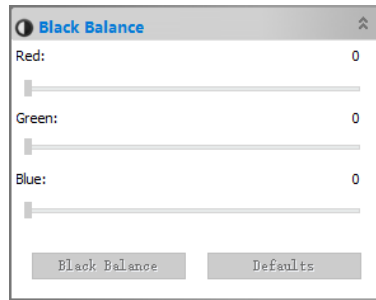 Black Balance
Red: 0
Green: 0
Blue: 0
Black Balance Defaults